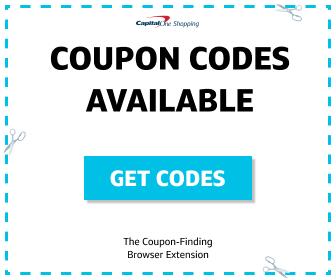 Capital One Shopping
COUPON CODES
AVAILABLE
GET CODES
The Coupon-Finding
Browser Extension